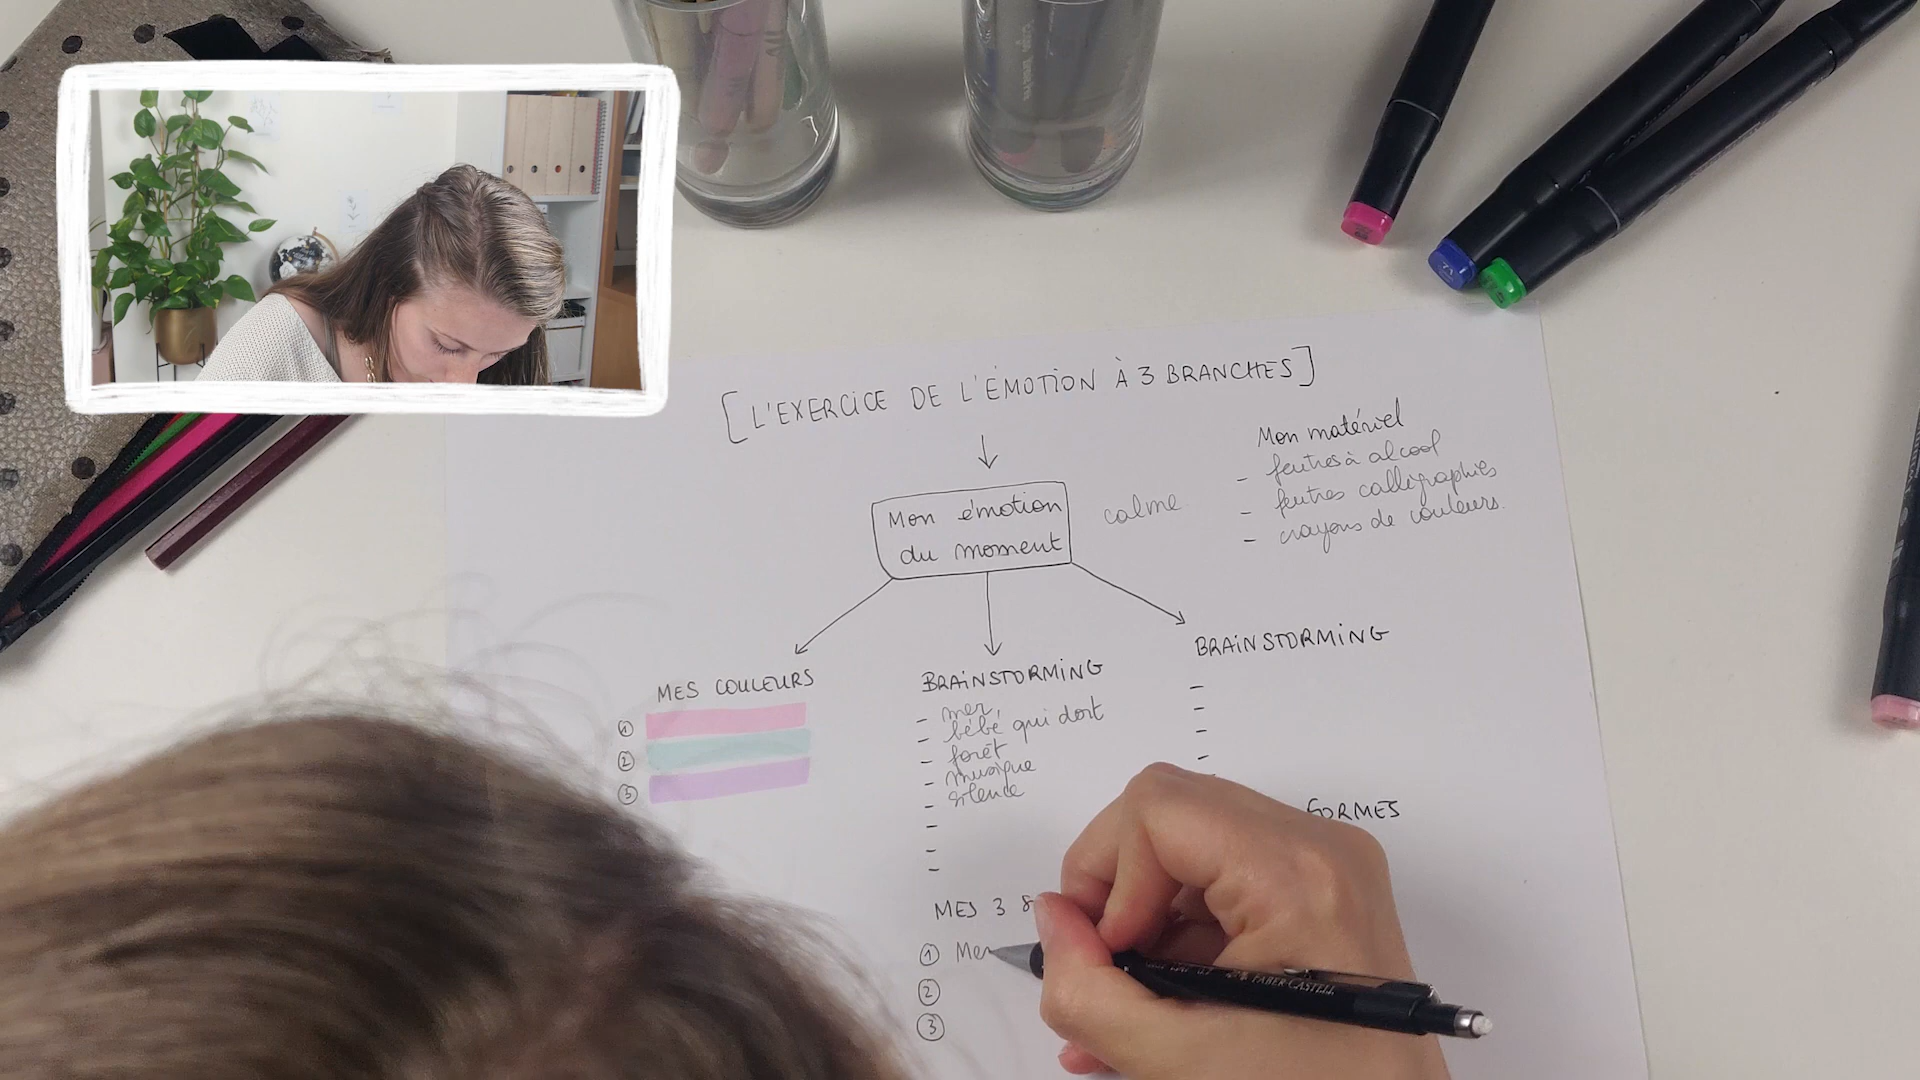 [L'EXERCICE DE L'ÉMOTION À 3 BRANCHES]
Mon émotion
du moment
calme
Mon matériel
- feutres à alcool
- feutres calligraphies
- crayons de couleurs.
MES COULEURS
1
2
3
BRAINSTORMING
- mer,
- bébé qui dort
- forêt
- musique
- silence
-
-
-
MES 3
1 Mer
2
3
BRAINSTORMING
-
-
-
-
FORMES
FABER-CASTELL